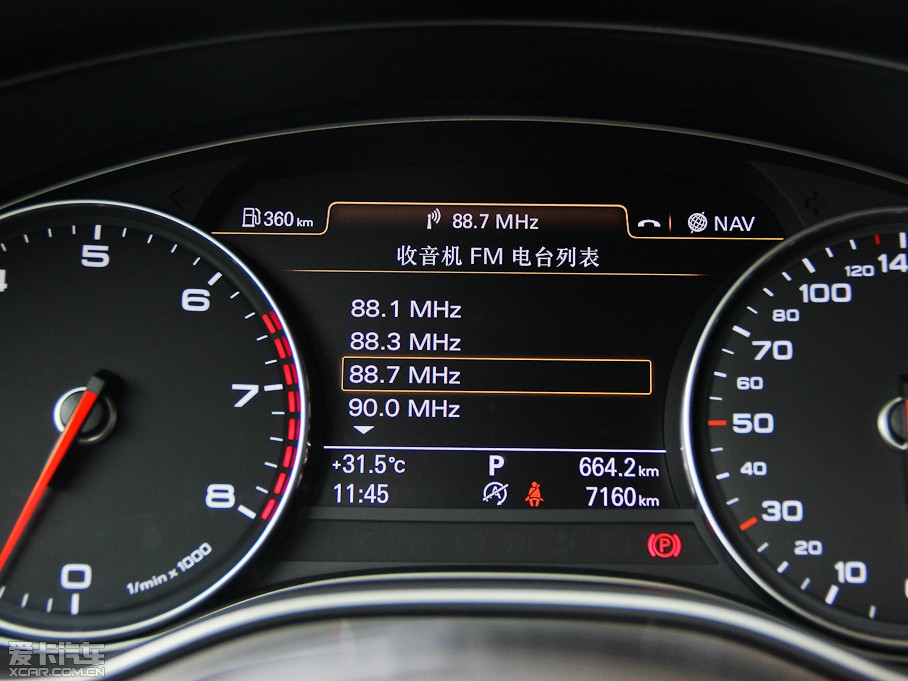 360 km
88.7 MHz
NAV
收音机 FM 电台列表
88.1 MHz
88.3 MHz
88.7 MHz
90.0 MHz
+31.5°C
P
664.2 km
11:45
A
7160 km
P
4
5
6
7
8
0
1/min x 1000
10
20
30
40
50
60
70
80
100
120
14
爱卡汽车
XCAR.COM.CN